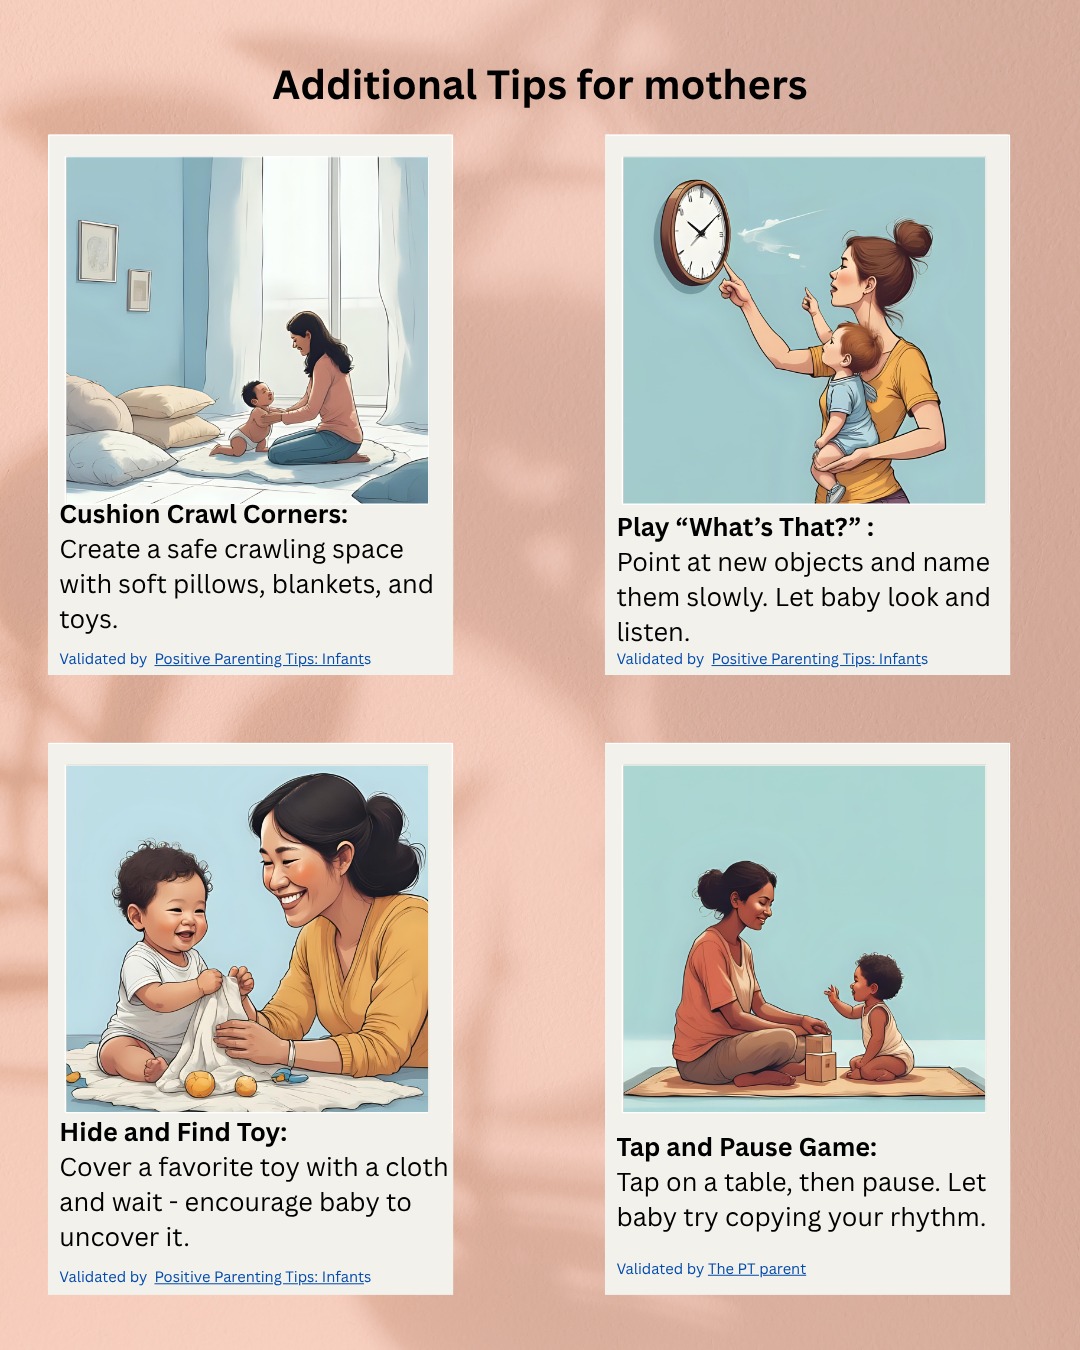 Additional Tips for mothers
Cushion Crawl Corners:
Create a safe crawling space
with soft pillows, blankets, and
toys.
Validated by Positive Parenting Tips: Infants
Play “What’s That?” :
Point at new objects and name
them slowly. Let baby look and
listen.
Validated by Positive Parenting Tips: Infants
Hide and Find Toy:
Cover a favorite toy with a cloth
and wait - encourage baby to
uncover it.
Validated by Positive Parenting Tips: Infants
Tap and Pause Game:
Tap on a table, then pause. Let
baby try copying your rhythm.
Validated by The PT parent